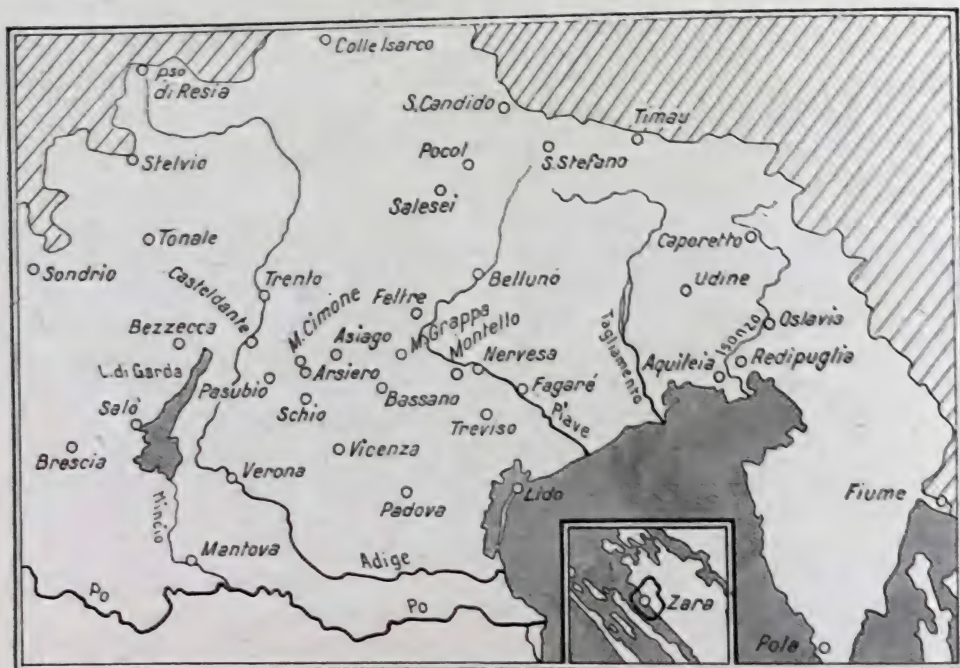 Colle Isarco
pso
di Resia
S. Candido
Timau
Stelvio
Pocol
S. Stefano
Salesei
Tonale
Caporetto
Sondrio
Casteldante
Trento
Belluno
Udine
Feltre
M. Cimone
Asiago
M. Grappa
Montello
Tagliamento
Isonzo
Oslavia
Bezzecca
L. di Garda
Pasubio
Arsiero
Nervesa
Aquileia
Redipuglia
Schio
Bassano
Fagaré
Salò
Treviso
Piave
Brescia
Vicenza
Verona
Padova
Lido
Fiume
Mincio
Mantova
Adige
Po
Po
Zara
Pola